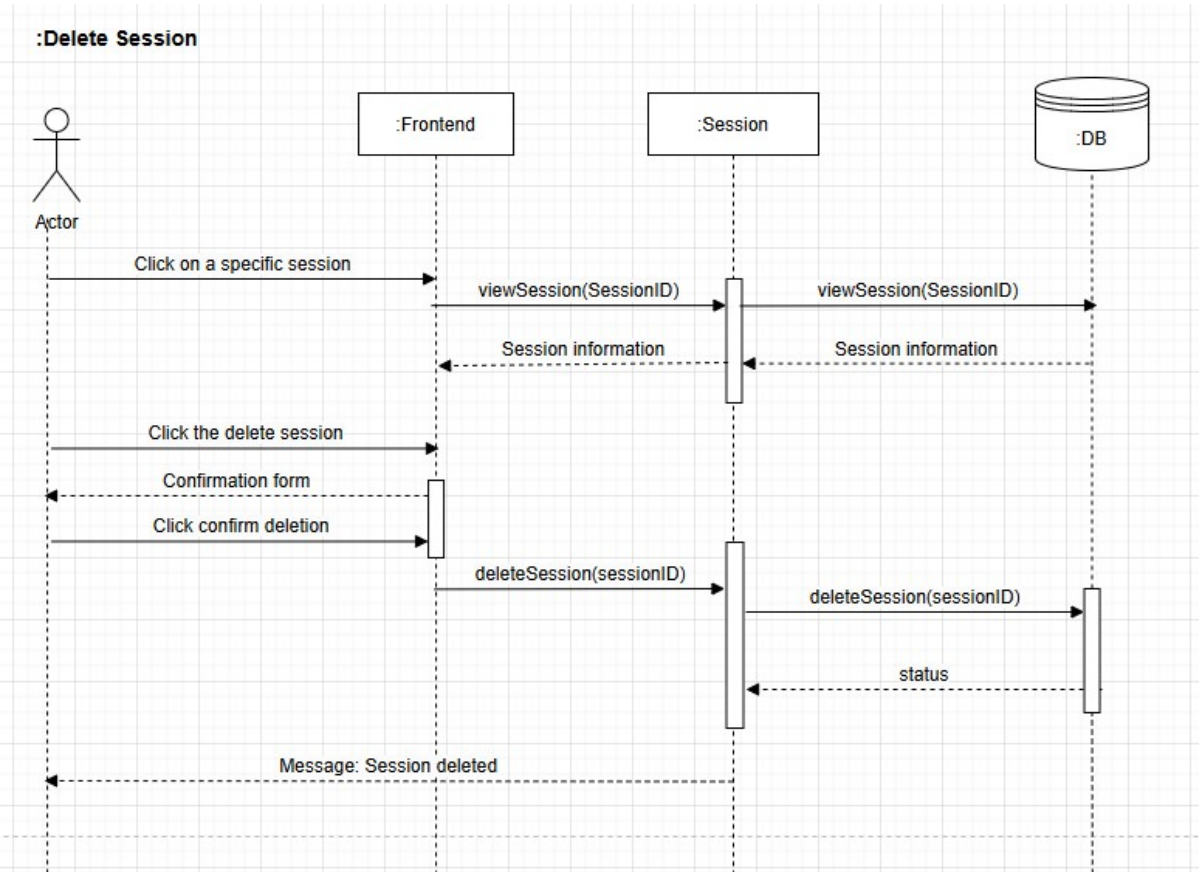 :Delete Session
:Frontend
:Session
:DB
Actor
Click on a specific session
viewSession(SessionID)
viewSession(SessionID)
Session information
Session information
Click the delete session
Confirmation form
Click confirm deletion
deleteSession(sessionID)
deleteSession(sessionID)
status
Message: Session deleted